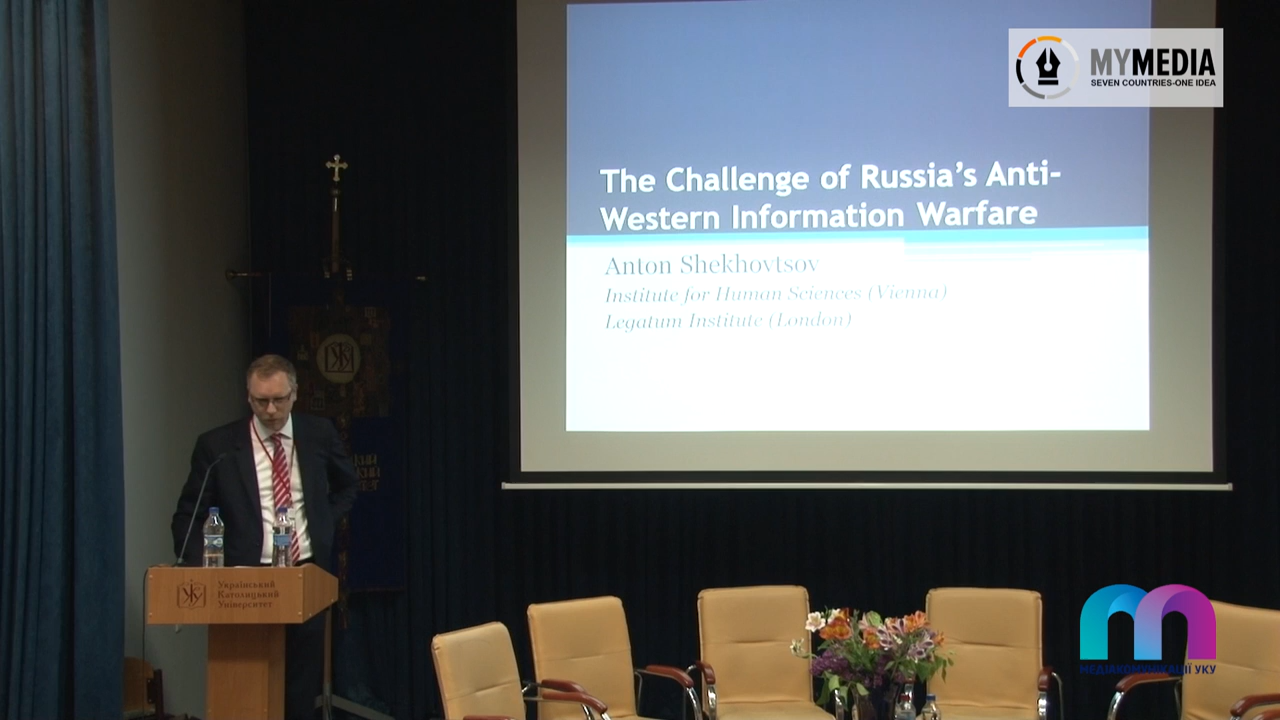 MYMEDIA
SEVEN COUNTRIES-ONE IDEA
The Challenge of Russia's Anti-
Western Information Warfare
Anton Shekhovtsov
Institute for Human Sciences (Vienna)
Legatum Institute (London)
Український
Католицький
Університет
МЕДІАКОМУНІКАЦІЇ УКУ